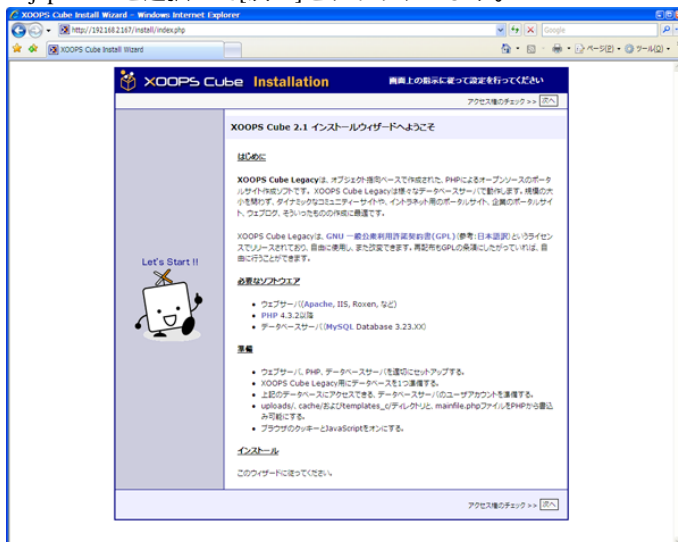 XOOPS Cube Install Wizard - Windows Internet Explorer
http://192.168.2.167/install/index.php
Google
XOOPS Cube Install Wizard
ページ(P)
ツール(O)
XOOPS Cube Installation
画面上の指示に従って設定を行ってください
アクセス権のチェック >> 次へ
XOOPS Cube 2.1 インストールウィザードへようこそ
はじめに
XOOPS Cube Legacyは、オブジェクト指向ベースで作成された、PHPによるオープンソースのポータ
ルサイト作成ソフトです。XOOPS Cube Legacyは様々なデータベースサーバで動作します。規模の大
小を問わず、ダイナミックなコミュニティーサイトや、イントラネット用のポータルサイト、企業のポータルサイ
ト、ウェブログ、そういったものの作成に最適です。
XOOPS Cube Legacyは、GNU 一般公衆利用許諾契約書(GPL)(参考:日本語訳)というライセン
スでリリースされており、自由に使用し、また改変できます。再配布もGPLの条項にしたがっていれば、自
由に行うことができます。
Let's Start !!
必要なソフトウエア
ウェブサーバ(Apache, IIS, Roxen, など)
PHP 4.3.2以降
データベースサーバ(MySQL Database 3.23.XX)
準備
ウェブサーバ、PHP、データベースサーバを適切にセットアップする。
XOOPS Cube Legacy用にデータベースを1つ準備する。
上記のデータベースにアクセスできる、データベースサーバのユーザアカウントを準備する。
uploads/、cache/およびtemplates_c/ディレクトリと、mainfile.phpファイルをPHPから書込
み可能にする。
ブラウザのクッキーとJavaScriptをオンにする。
インストール
このウィザードに従ってください。
アクセス権のチェック >> 次へ